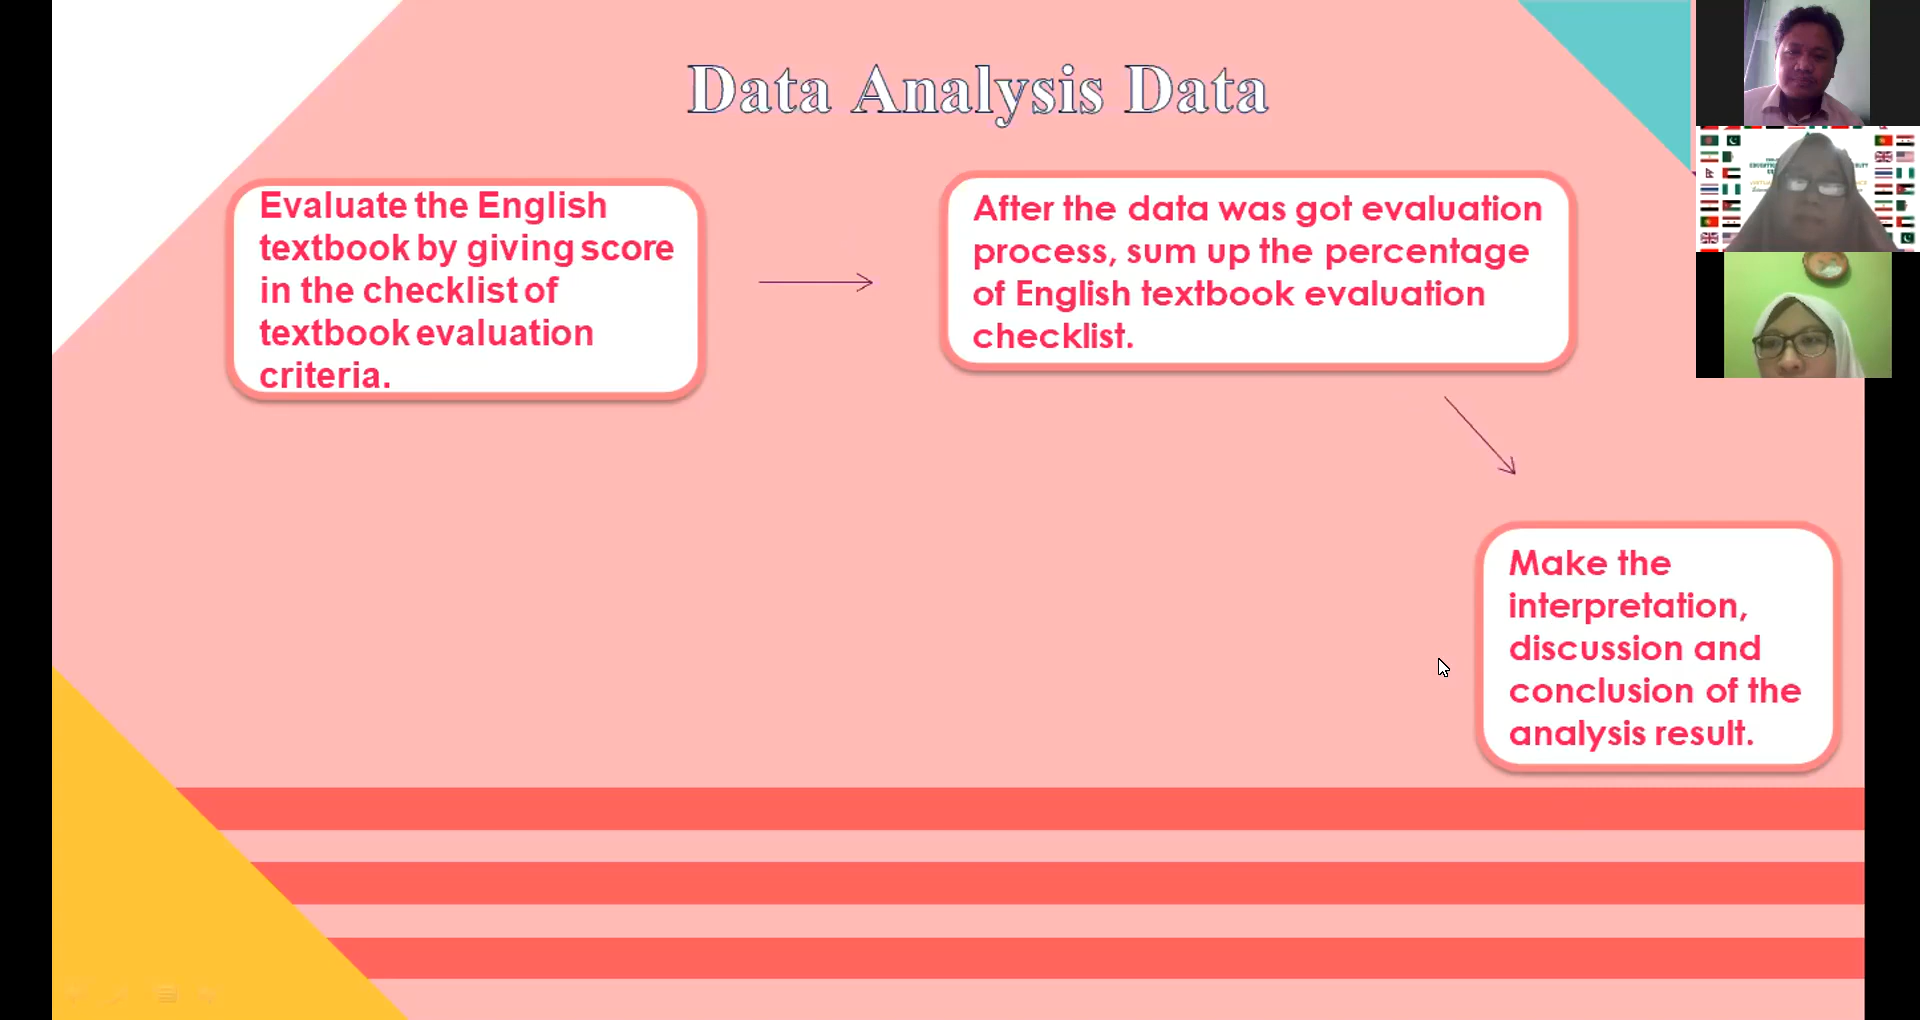 Data Analysis Data
Evaluate the English
textbook by giving score
in the checklist of
textbook evaluation
criteria.
After the data was got evaluation
process, sum up the percentage
of English textbook evaluation
checklist.
Make the
interpretation,
discussion and
conclusion of the
analysis result.